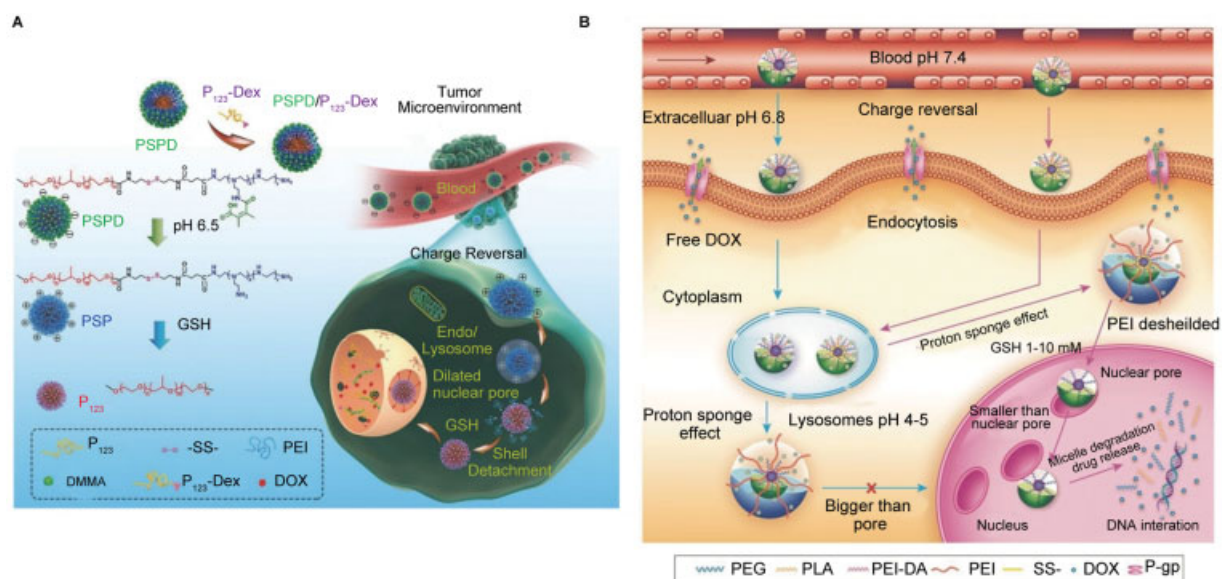 A
P₁₂₃-Dex
PSPD/P₁₂₃-Dex
PSPD
PSPD
pH 6.5
PSP
GSH
P₁₂₃
P₁₂₃
-SS-
PEI
DMMA
P₁₂₃-Dex
DOX
Tumor
Microenvironment
Blood
Charge Reversal
Endo/
Lysosome
Dilated
nuclear pore
GSH
Shell
Detachment
B
Blood pH 7.4
Extracelluar pH 6.8
Charge reversal
Endocytosis
Free DOX
Cytoplasm
Proton sponge effect
PEI desheilded
GSH 1-10 mM
Nuclear pore
Proton sponge
effect
Lysosomes pH 4-5
Smaller than
nuclear pore
Micelle degradation
drug release
Bigger than
pore
Nucleus
DNA interation
PEG PLA PEI-DA PEI SS- DOX P-gp